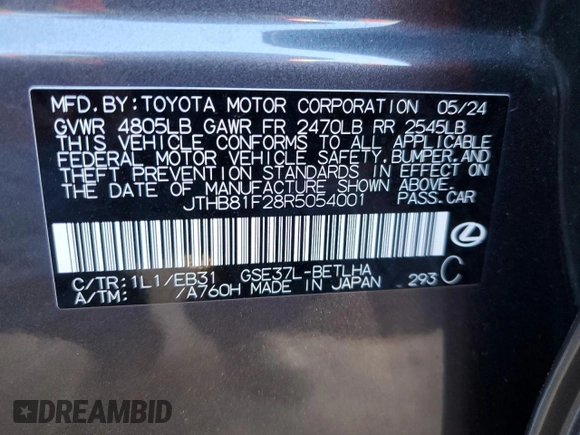 MFD. BY: TOYOTA MOTOR CORPORATION 05/24
GVWR 4805LB GAWR FR 2470LB RR 2545LB
THIS VEHICLE CONFORMS TO ALL APPLICABLE
FEDERAL MOTOR VEHICLE SAFETY, BUMPER, AND
THEFT PREVENTION STANDARDS IN EFFECT ON
THE DATE OF MANUFACTURE SHOWN ABOVE.
JTHB81F28R5054001 PASS. CAR
C/TR: 1L1/EB31 GSE37L-BETLHA
A/TM: /A760H MADE IN JAPAN 293 C
DREAMBID